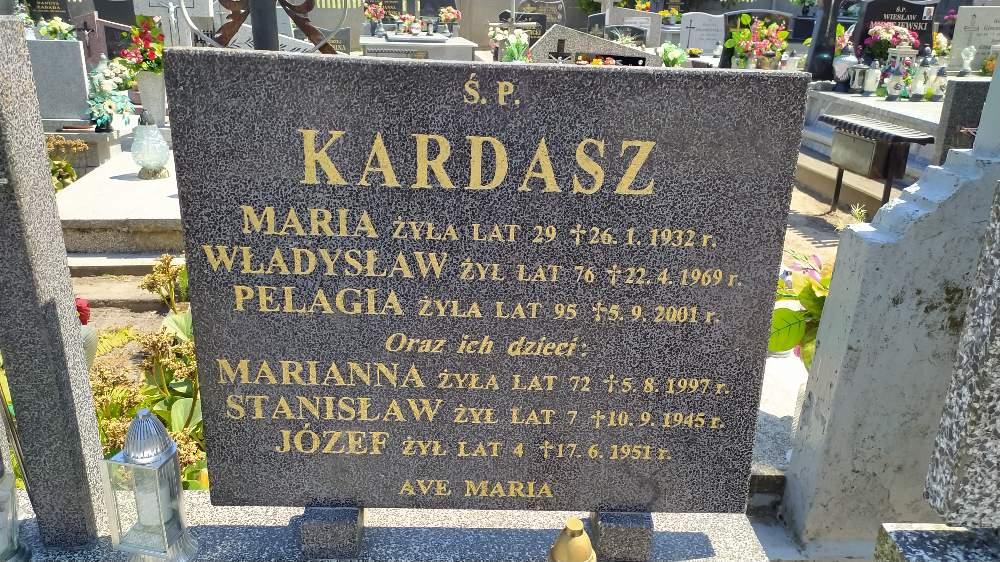 Ś. P.
KARDASZ
MARIA ŻYŁA LAT 29 †26. 1. 1932 r.
WŁADYSŁAW ŻYŁ LAT 76 †22. 4. 1969 r.
PELAGIA ŻYŁA LAT 95 †5. 9. 2001 r.
Oraz ich dzieci:
MARIANNA ŻYŁA LAT 72 †5. 8. 1997 r.
STANISŁAW ŻYŁ LAT 7 †10. 9. 1945 r.
JÓZEF ŻYŁ LAT 4 †17. 6. 1951 r.
AVE MARIA
Ś.P.
WIESŁAW